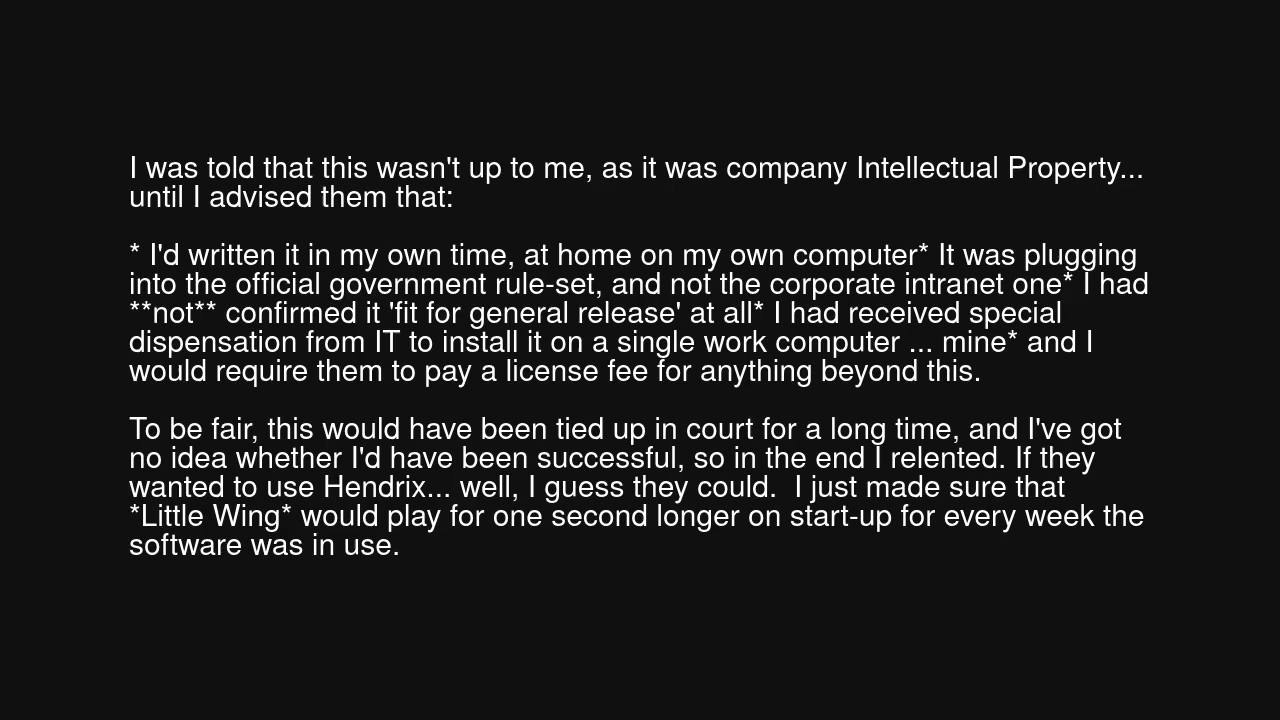 I was told that this wasn't up to me, as it was company Intellectual Property...
until I advised them that:
* I'd written it in my own time, at home on my own computer* It was plugging
into the official government rule-set, and not the corporate intranet one* I had
**not** confirmed it 'fit for general release' at all* I had received special
dispensation from IT to install it on a single work computer ... mine* and I
would require them to pay a license fee for anything beyond this.
To be fair, this would have been tied up in court for a long time, and I've got
no idea whether I'd have been successful, so in the end I relented. If they
wanted to use Hendrix... well, I guess they could.  I just made sure that
*Little Wing* would play for one second longer on start-up for every week the
software was in use.